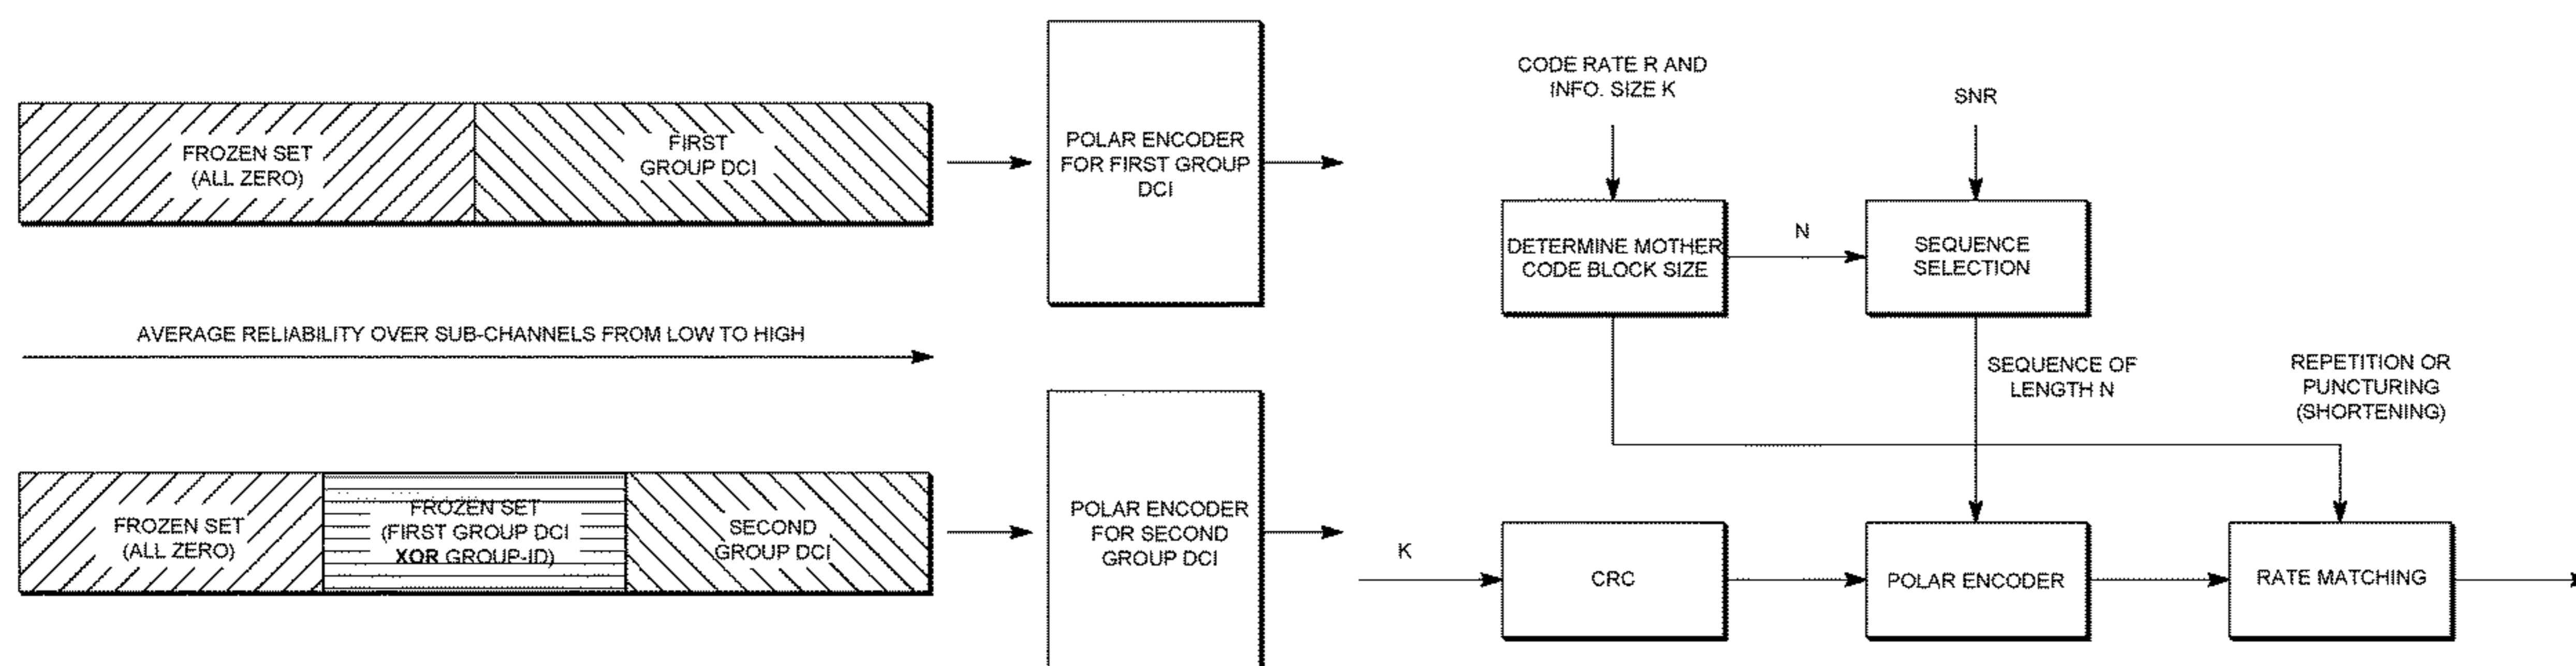 FROZEN SET
(ALL ZERO)
FIRST
GROUP DCI
POLAR ENCODER
FOR FIRST GROUP
DCI
AVERAGE RELIABILITY OVER SUB-CHANNELS FROM LOW TO HIGH
FROZEN SET
(ALL ZERO)
FROZEN SET
(FIRST GROUP DCI
XOR GROUP-ID)
SECOND
GROUP DCI
POLAR ENCODER
FOR SECOND
GROUP DCI
CODE RATE R AND
INFO. SIZE K
SNR
DETERMINE MOTHER
CODE BLOCK SIZE
N
SEQUENCE
SELECTION
SEQUENCE OF
LENGTH N
REPETITION OR
PUNCTURING
(SHORTENING)
K
CRC
POLAR ENCODER
RATE MATCHING